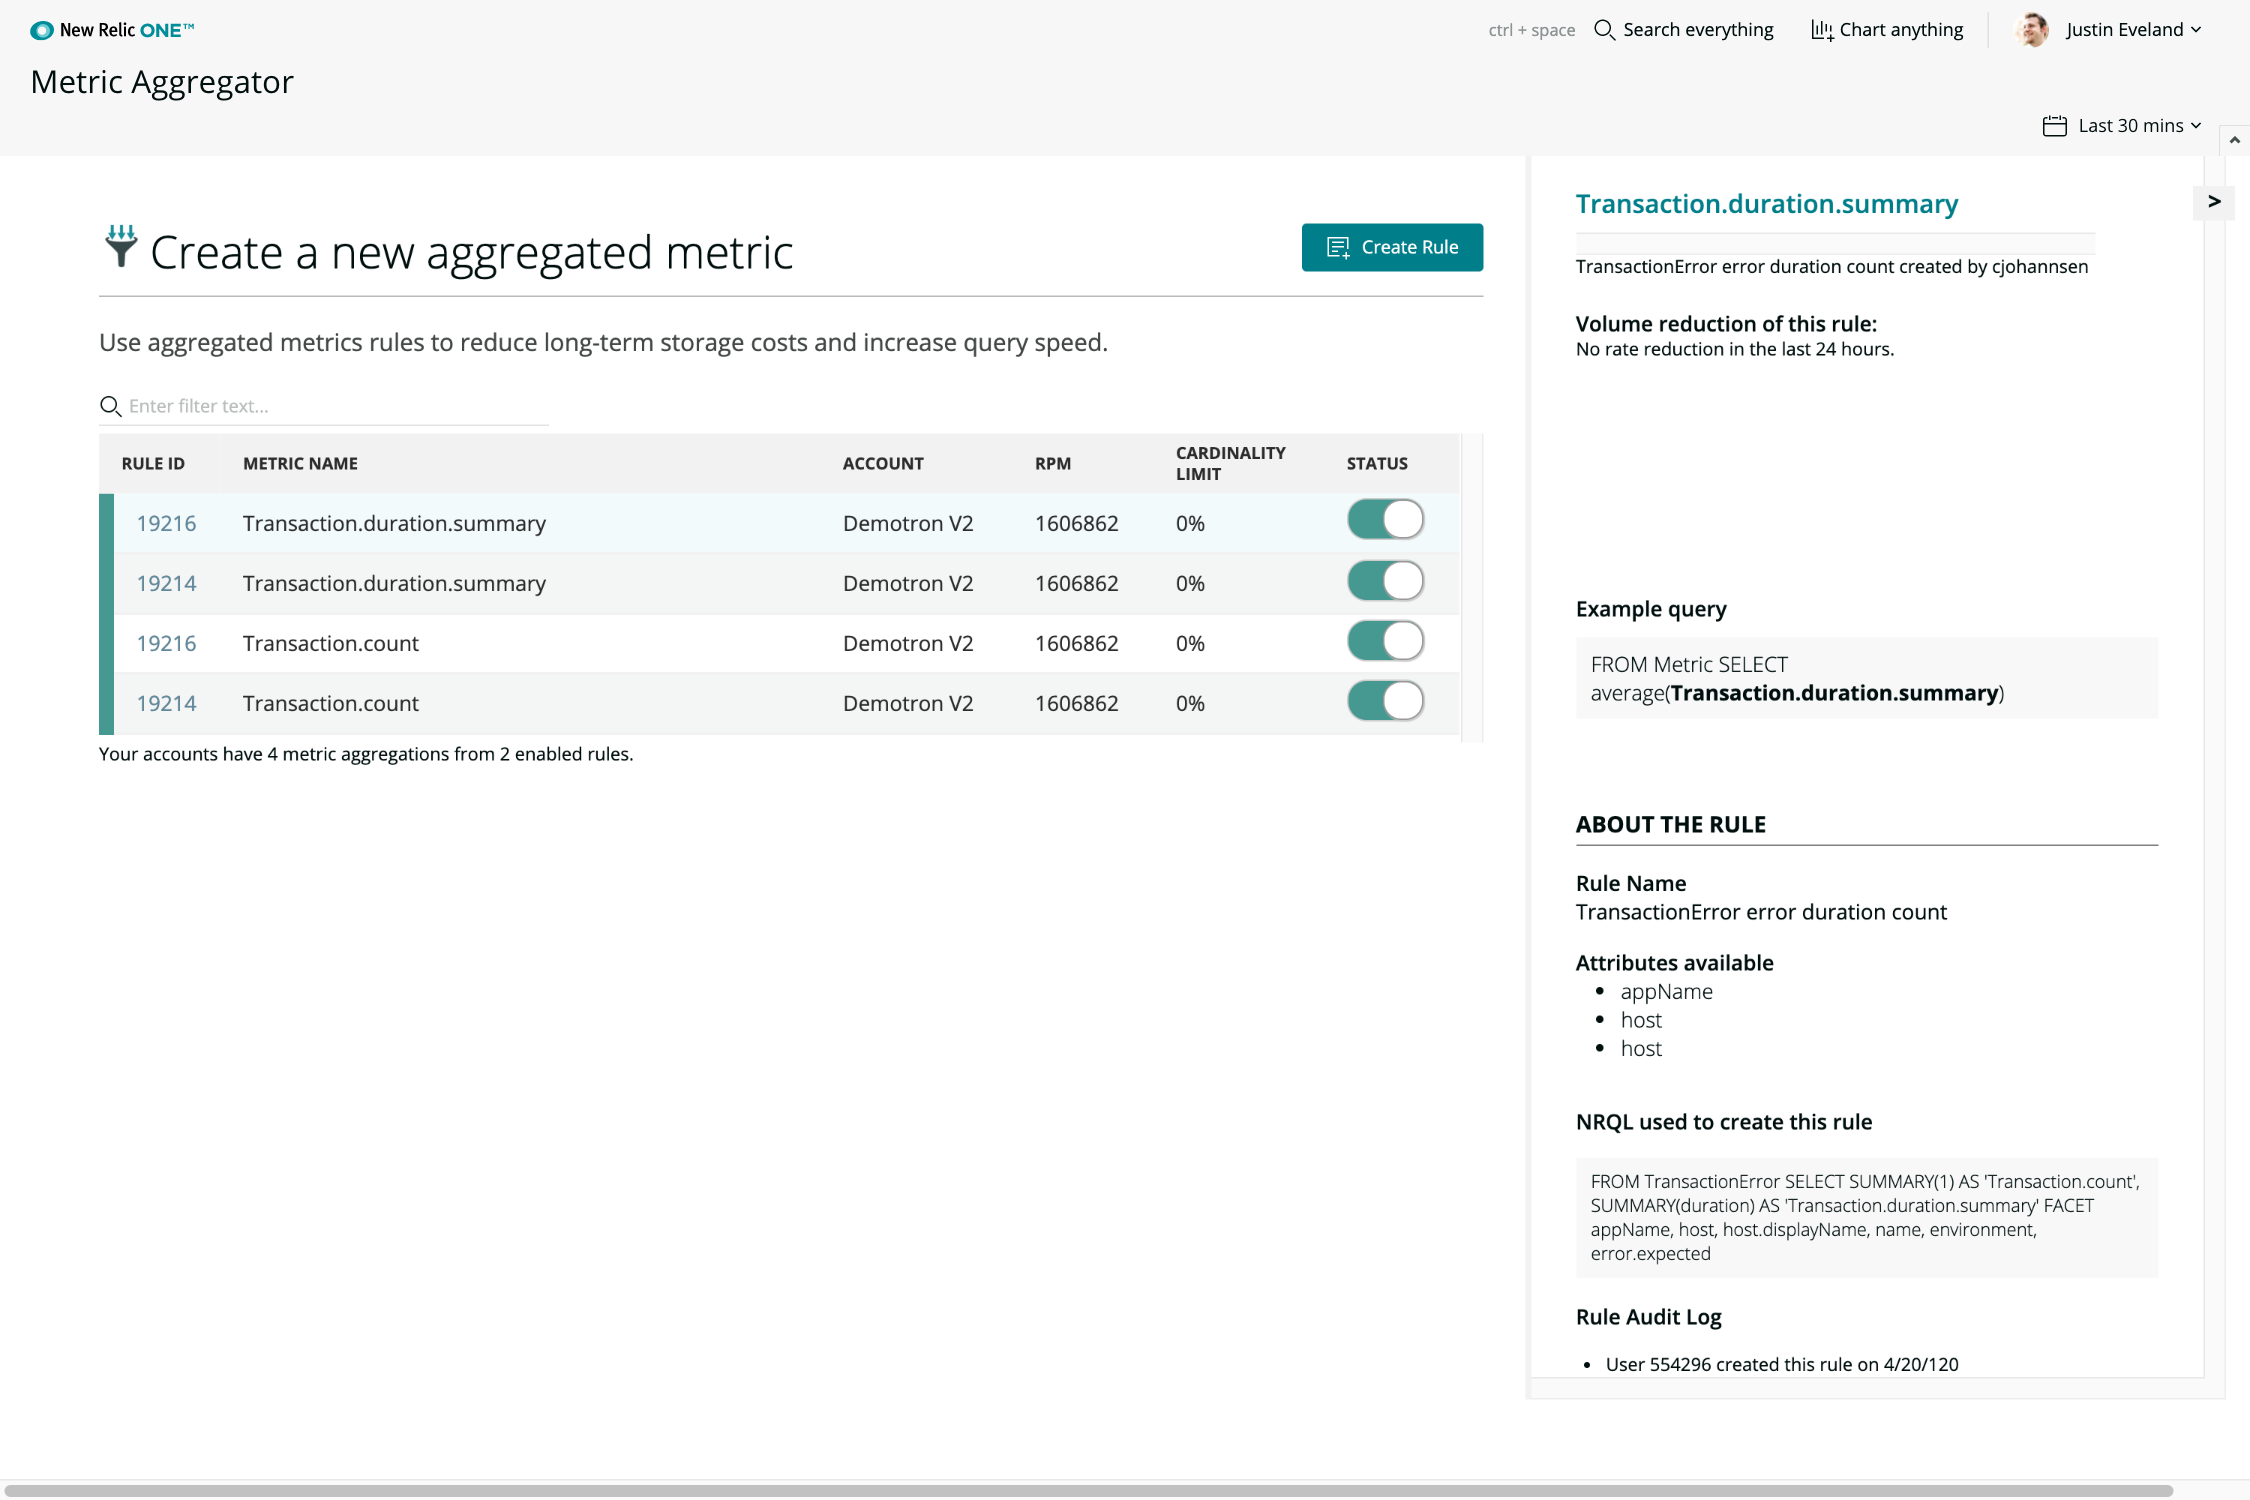 New Relic ONE™
ctrl + space Search everything Chart anything Justin Eveland
Metric Aggregator
Last 30 mins
Create a new aggregated metric
Create Rule
Use aggregated metrics rules to reduce long-term storage costs and increase query speed.
Enter filter text...
RULE ID METRIC NAME ACCOUNT RPM CARDINALITY LIMIT STATUS
19216 Transaction.duration.summary Demotron V2 1606862 0%
19214 Transaction.duration.summary Demotron V2 1606862 0%
19216 Transaction.count Demotron V2 1606862 0%
19214 Transaction.count Demotron V2 1606862 0%
Your accounts have 4 metric aggregations from 2 enabled rules.
Transaction.duration.summary
>
TransactionError error duration count created by cjohannsen
Volume reduction of this rule:
No rate reduction in the last 24 hours.
Example query
FROM Metric SELECT
average(Transaction.duration.summary)
ABOUT THE RULE
Rule Name
TransactionError error duration count
Attributes available
• appName
• host
• host
NRQL used to create this rule
FROM TransactionError SELECT SUMMARY(1) AS 'Transaction.count',
SUMMARY(duration) AS 'Transaction.duration.summary' FACET
appName, host, host.displayName, name, environment,
error.expected
Rule Audit Log
• User 554296 created this rule on 4/20/120